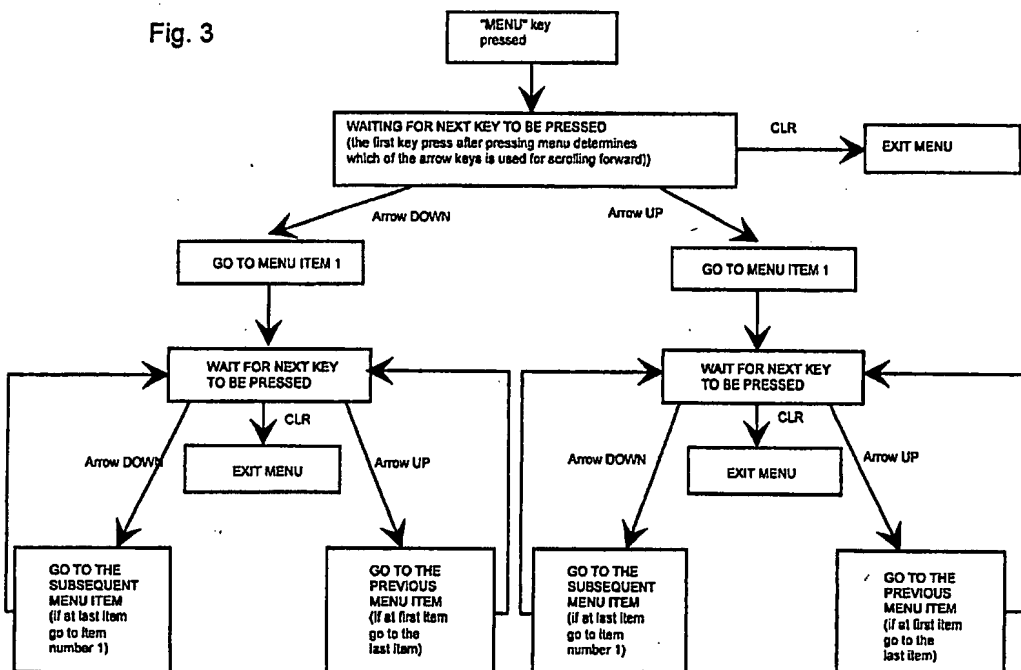 Fig. 3
"MENU" key
pressed
WAITING FOR NEXT KEY TO BE PRESSED
(the first key press after pressing menu determines
which of the arrow keys is used for scrolling forward))
CLR
EXIT MENU
Arrow DOWN
Arrow UP
GO TO MENU ITEM 1
GO TO MENU ITEM 1
WAIT FOR NEXT KEY
TO BE PRESSED
WAIT FOR NEXT KEY
TO BE PRESSED
CLR
Arrow DOWN
EXIT MENU
Arrow UP
CLR
Arrow DOWN
EXIT MENU
Arrow UP
GO TO THE
SUBSEQUENT
MENU ITEM
(if at last item
go to item
number 1)
GO TO THE
PREVIOUS
MENU ITEM
(if at first item
go to the
last item)
GO TO THE
SUBSEQUENT
MENU ITEM
(if at last item
go to item
number 1)
GO TO THE
PREVIOUS
MENU ITEM
(if at first item
go to the
last item)